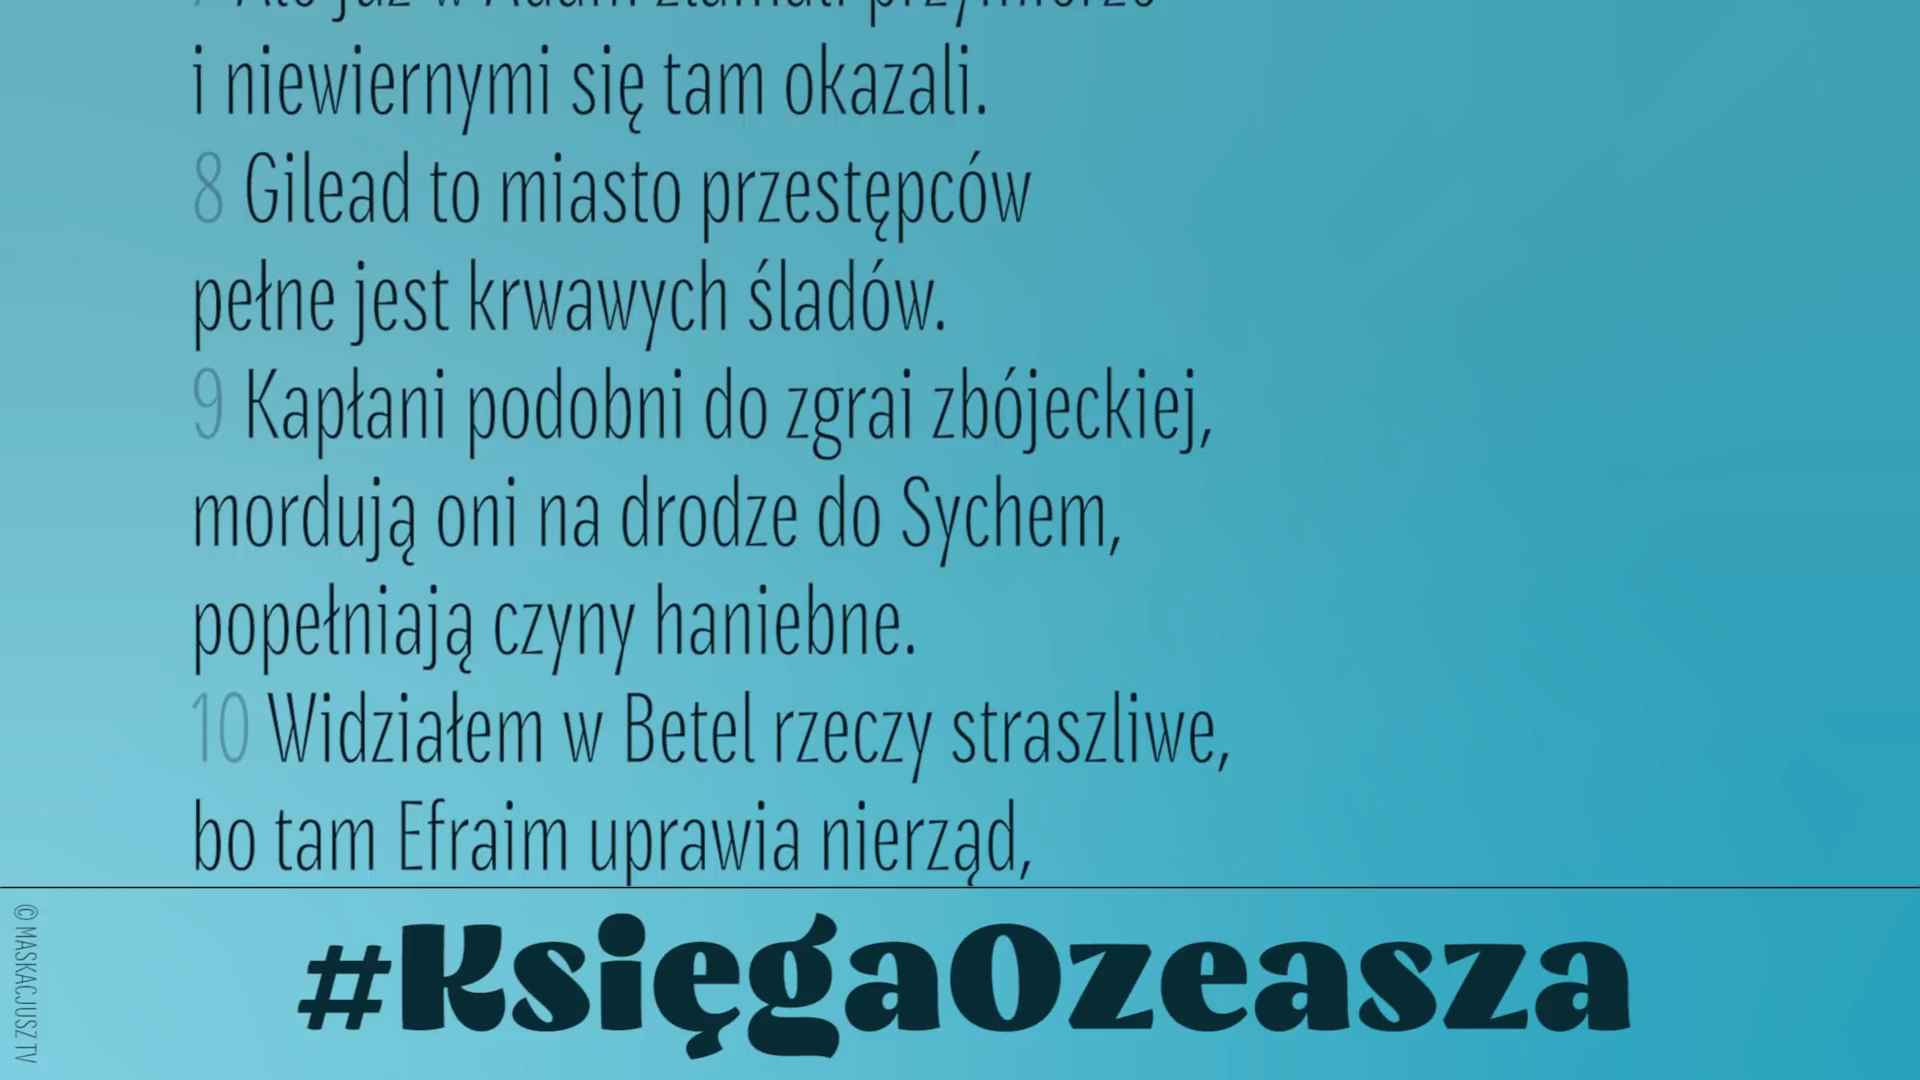 i niewiernymi się tam okazali.
8 Gilead to miasto przestępców
pełne jest krwawych śladów.
9 Kapłani podobni do zgrai zbójeckiej,
mordują oni na drodze do Sychem,
popełniają czyny haniebne.
10 Widziałem w Betel rzeczy straszliwe,
bo tam Efraim uprawia nierząd,
#KsięgaOzeasza
© MASKACJUSZ TV